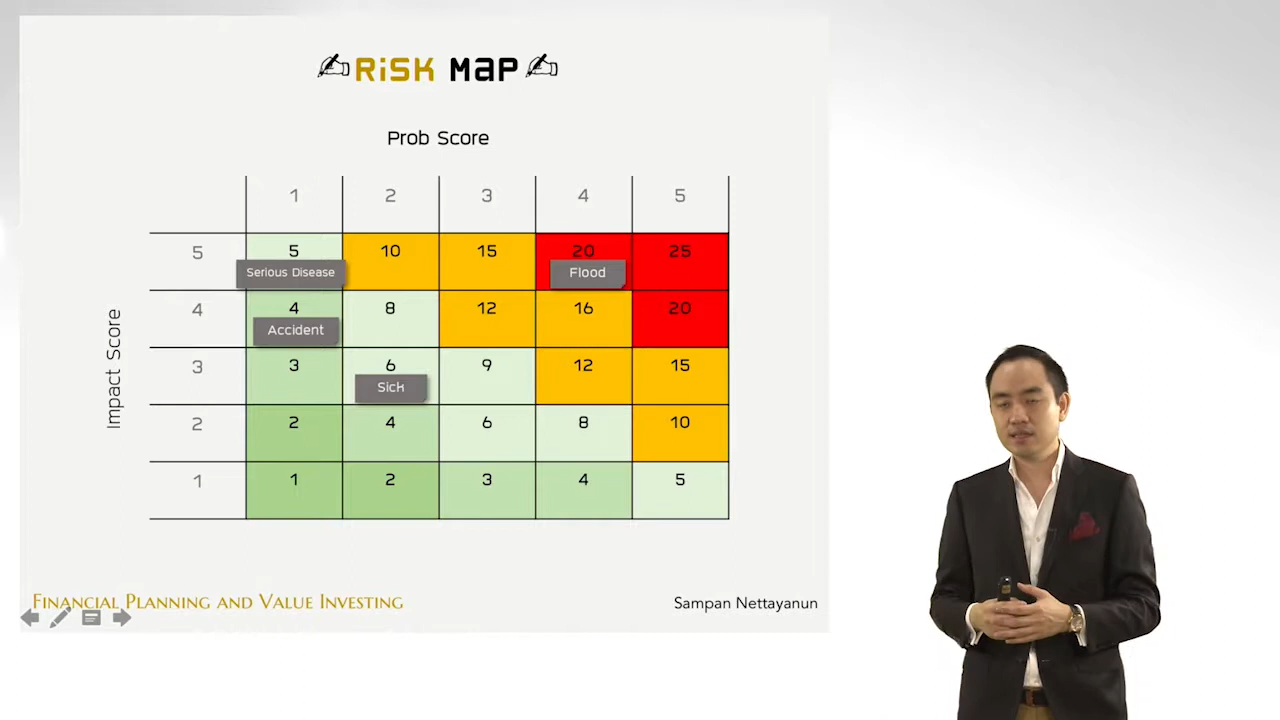 RiSK MaP
Prob Score
1 2 3 4 5
Impact Score
5 5 10 15 20 25
Serious Disease Flood
4 4 8 12 16 20
Accident
3 3 6 9 12 15
Sick
2 2 4 6 8 10
1 1 2 3 4 5
Financial Planning and Value Investing
Sampan Nettayanun